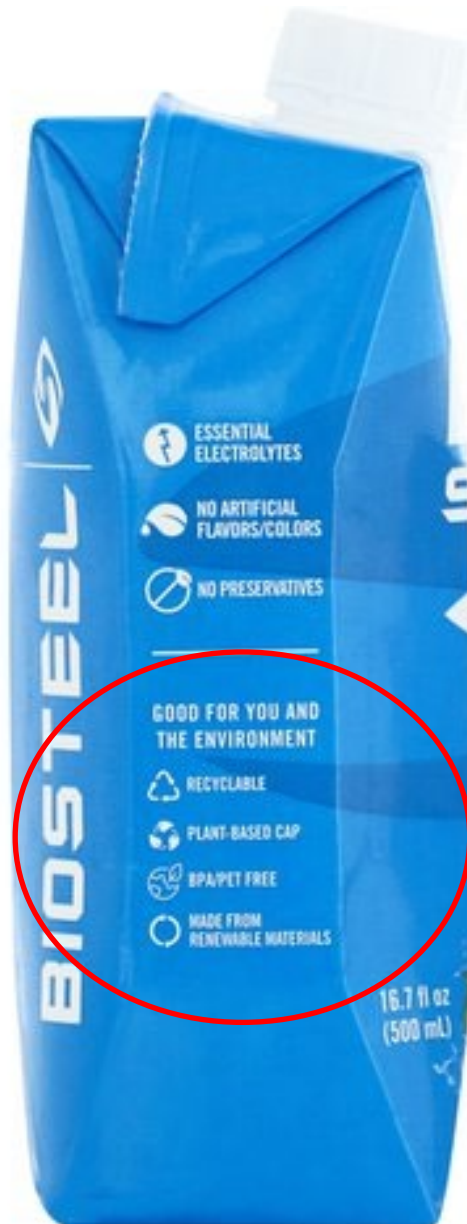 BIOSTEEL
ESSENTIAL
ELECTROLYTES
NO ARTIFICIAL
FLAVORS/COLORS
NO PRESERVATIVES
GOOD FOR YOU AND
THE ENVIRONMENT
RECYCLABLE
PLANT-BASED CAP
BPA/PET FREE
MADE FROM
RENEWABLE MATERIALS
16.7 fl oz
(500 mL)